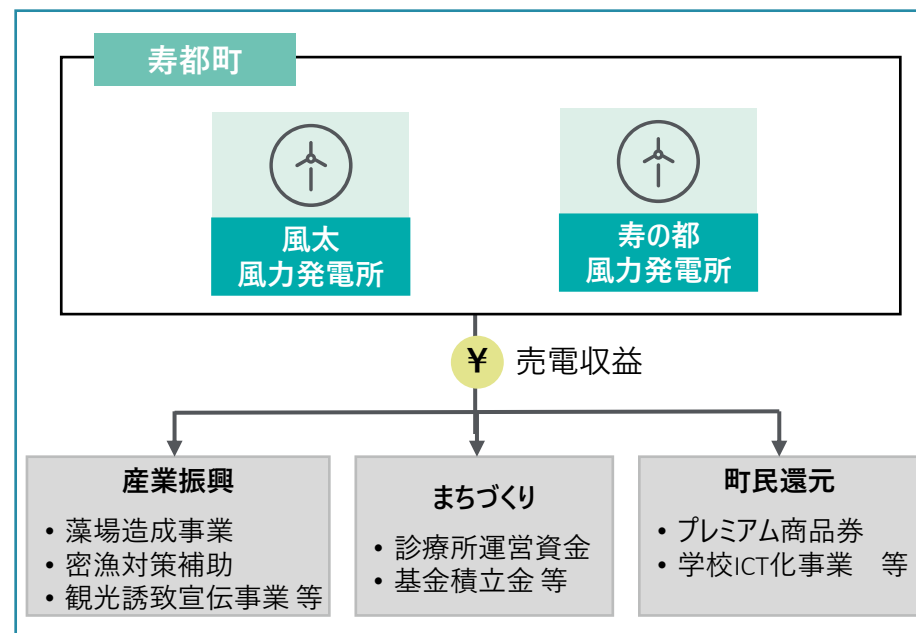 寿都町
風太
風力発電所
寿の都
風力発電所
¥ 売電収益
産業振興
• 藻場造成事業
• 密漁対策補助
• 観光誘致宣伝事業 等
まちづくり
• 診療所運営資金
• 基金積立金 等
町民還元
• プレミアム商品券
• 学校ICT化事業　等